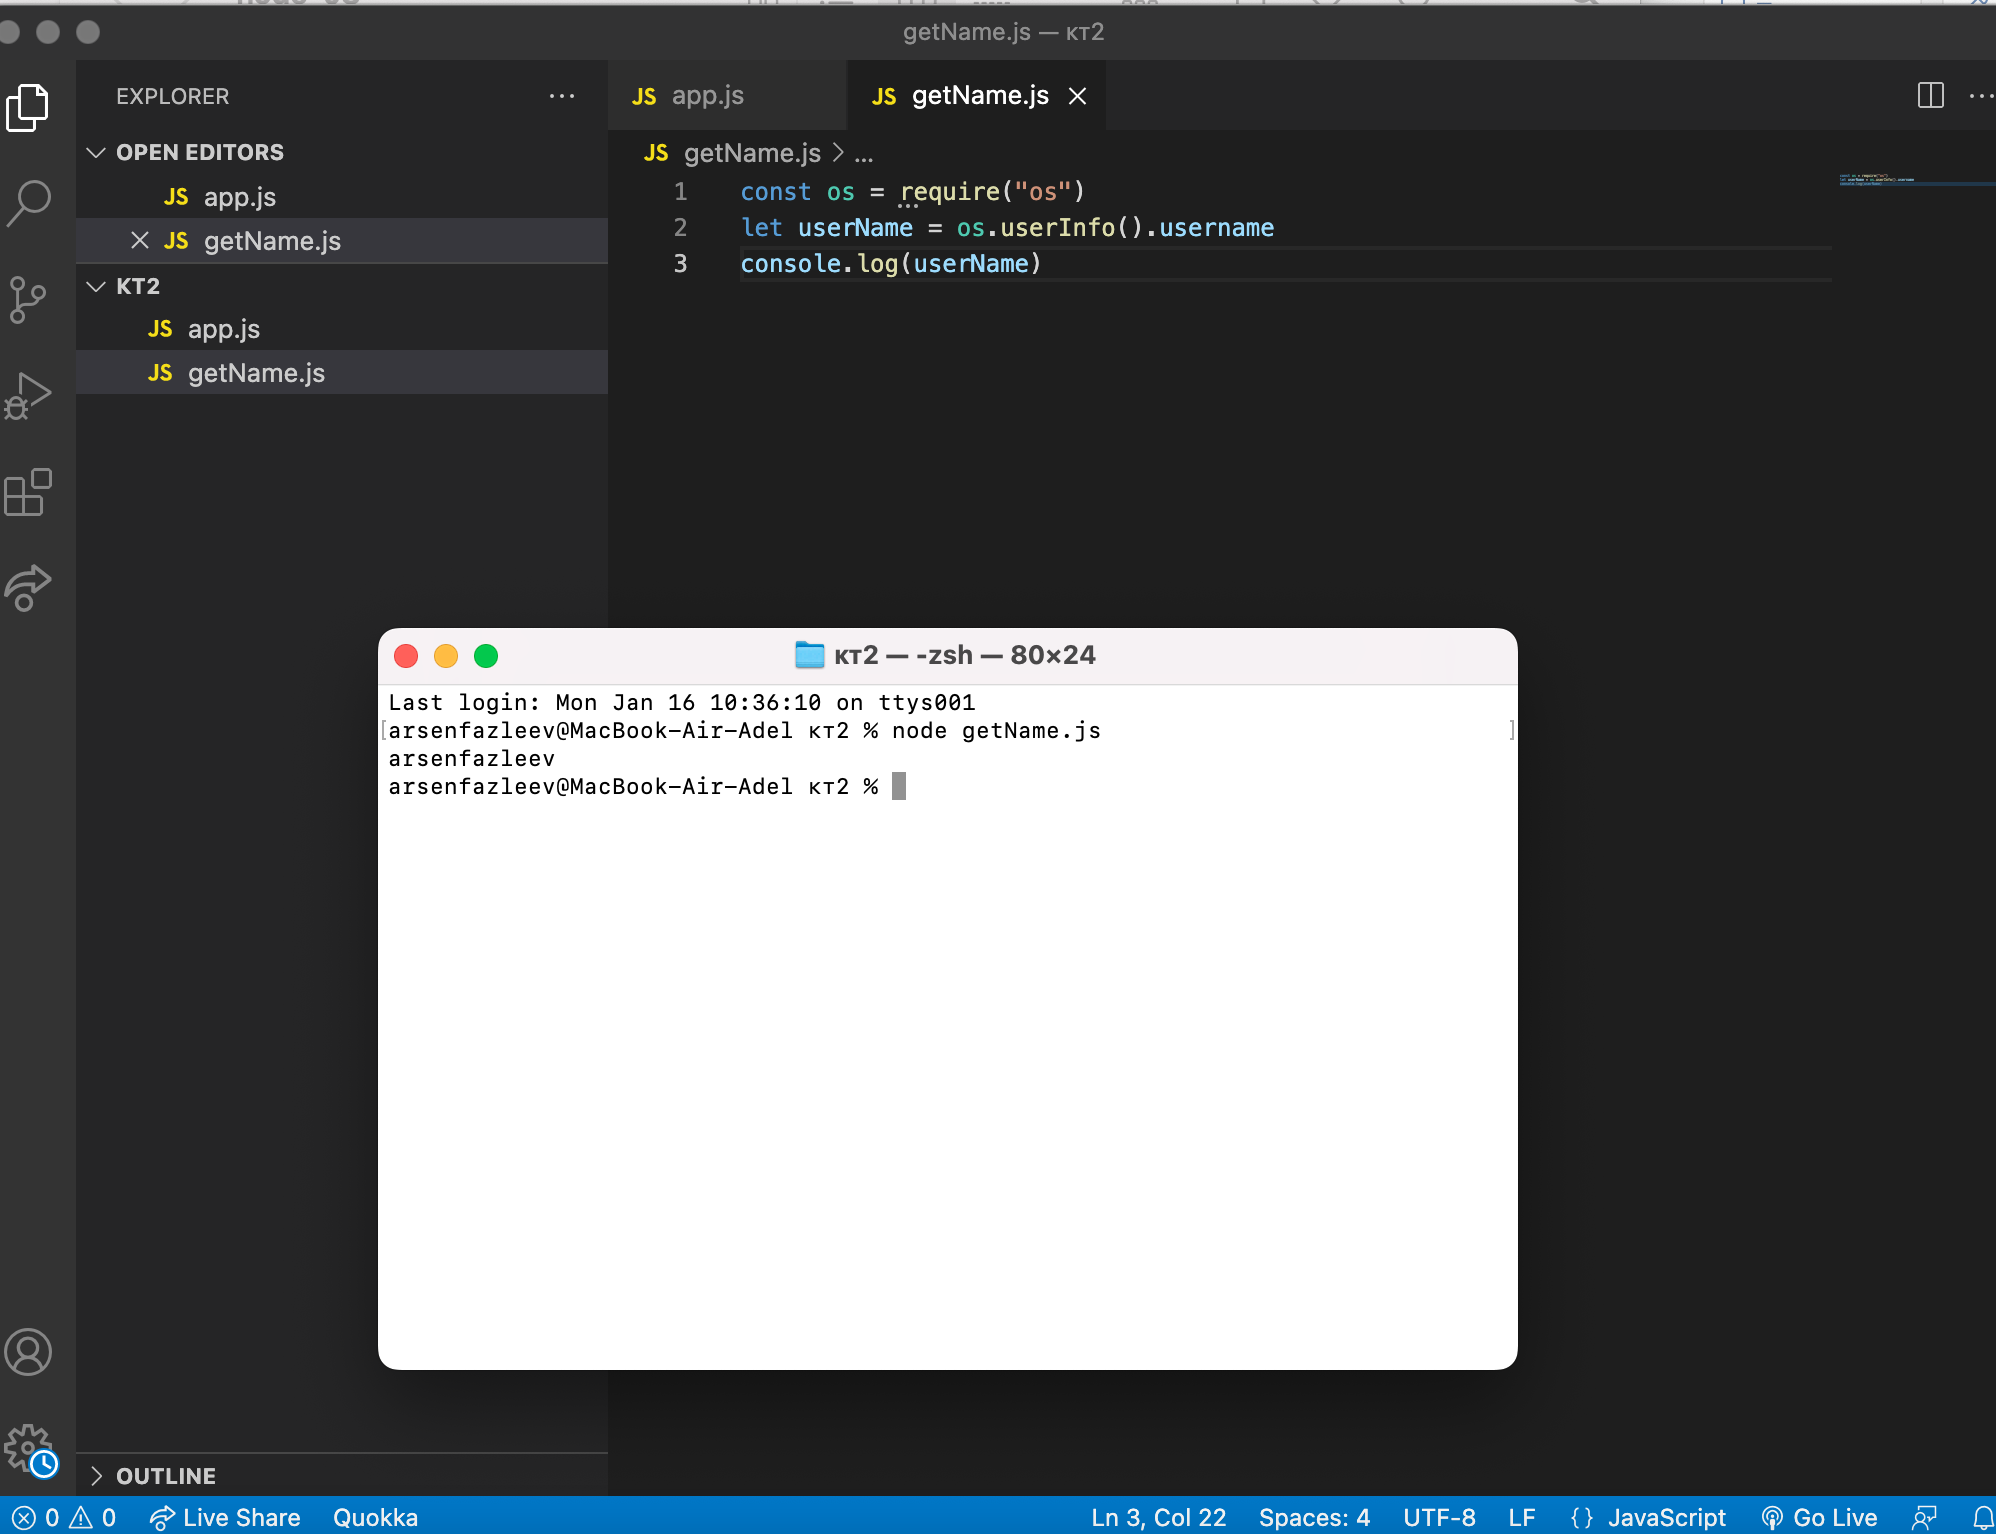 getName.js — кт2
EXPLORER
OPEN EDITORS
JS app.js
JS getName.js
КТ2
JS app.js
JS getName.js
OUTLINE
JS app.js
JS getName.js
JS getName.js > ...
1 const os = require("os")
2 let userName = os.userInfo().username
3 console.log(userName)
кт2 — -zsh — 80×24
Last login: Mon Jan 16 10:36:10 on ttys001
[arsenfazleev@MacBook-Air-Adel кт2 % node getName.js ]
arsenfazleev
arsenfazleev@MacBook-Air-Adel кт2 %
0 0 Live Share Quokka Ln 3, Col 22 Spaces: 4 UTF-8 LF {} JavaScript Go Live